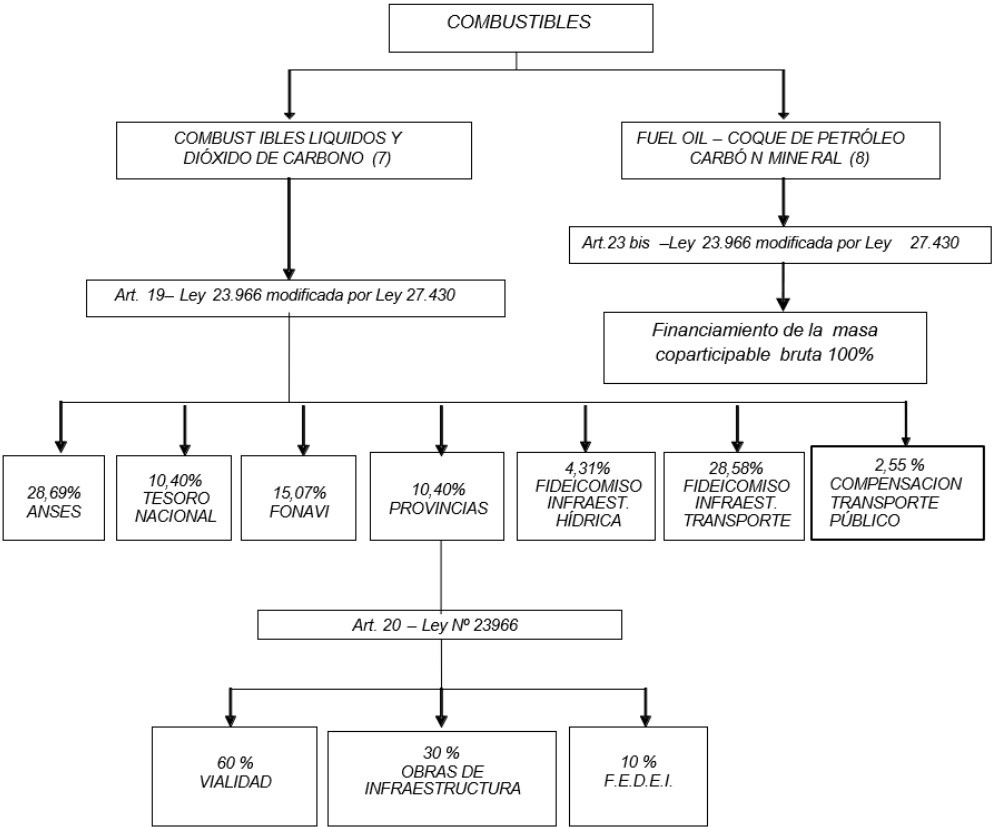 COMBUSTIBLES
COMBUST IBLES LIQUIDOS Y
DIÓXIDO DE CARBONO (7)
FUEL OIL – COQUE DE PETRÓLEO
CARBÓ N MINE RAL (8)
Art.23 bis –Ley 23.966 modificada por Ley 27.430
Art. 19– Ley 23.966 modificada por Ley 27.430
Financiamiento de la masa
coparticipable bruta 100%
28,69%
ANSES
10,40%
TESORO
NACIONAL
15,07%
FONAVI
10,40%
PROVINCIAS
4,31%
FIDEICOMISO
INFRAEST.
HÍDRICA
28,58%
FIDEICOMISO
INFRAEST.
TRANSPORTE
2,55 %
COMPENSACION
TRANSPORTE
PÚBLICO
Art. 20 – Ley Nº 23966
60 %
VIALIDAD
30 %
OBRAS DE
INFRAESTRUCTURA
10 %
F.E.D.E.I.